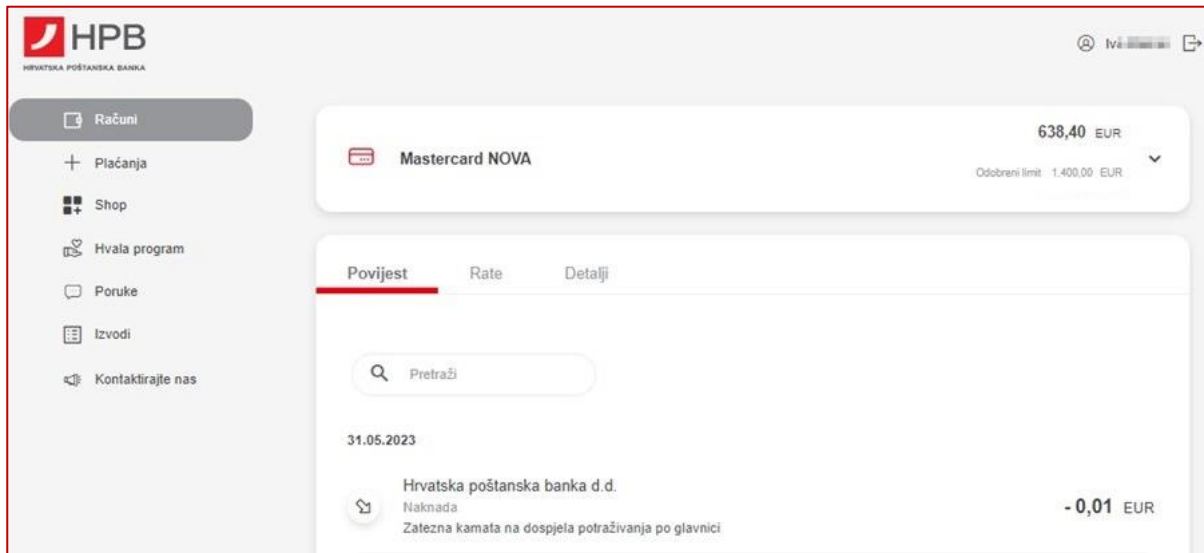 HPB
HRVATSKA POŠTANSKA BANKA
Računi
Plaćanja
Shop
Hvala program
Poruke
Izvodi
Kontaktirajte nas
Mastercard NOVA
638,40 EUR
Odobreni limit 1.400,00 EUR
Povijest Rate Detalji
Pretraži
31.05.2023
Hrvatska poštanska banka d.d.
Naknada
Zatezna kamata na dospjela potraživanja po glavnici
- 0,01 EUR